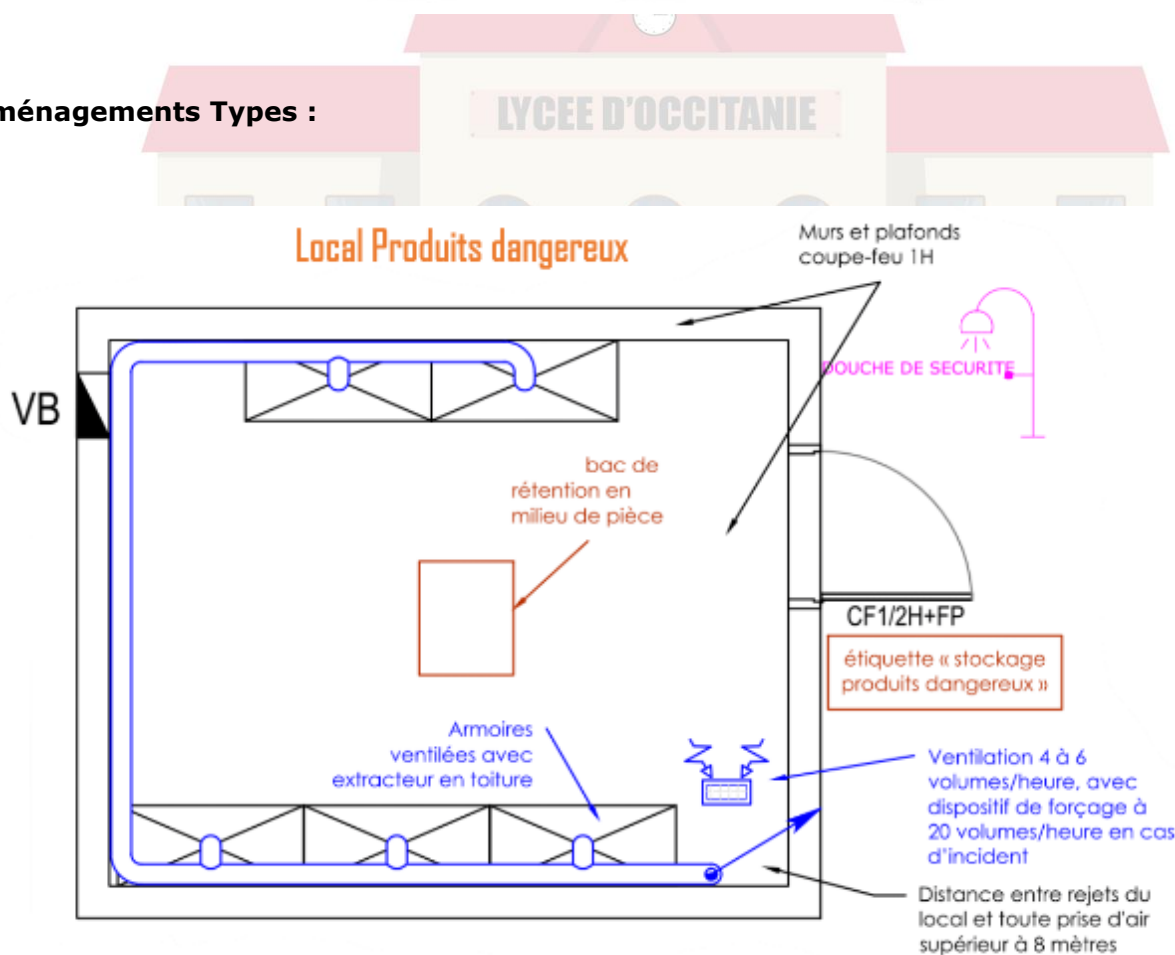 LYCEE D'OCCITANIE
ménagements Types :
Local Produits dangereux
Murs et plafonds
coupe-feu 1H
DOUCHE DE SECURITE
VB
bac de
rétention en
milieu de pièce
CF1/2H+FP
étiquette « stockage
produits dangereux »
Armoires
ventilées avec
extracteur en toiture
Ventilation 4 à 6
volumes/heure, avec
dispositif de forçage à
20 volumes/heure en cas
d'incident
Distance entre rejets du
local et toute prise d'air
supérieur à 8 mètres